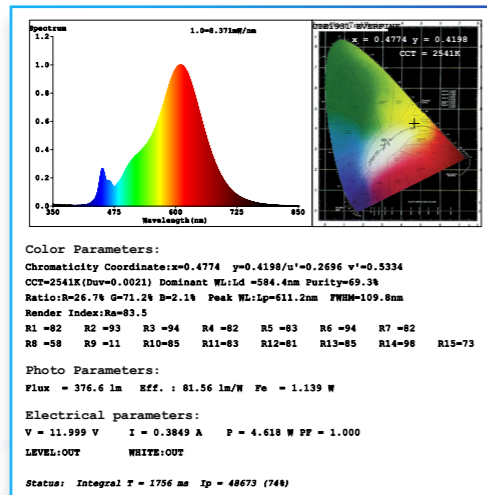 Spectrum
1.0=8.371mW/nm
1.2
1.0
0.8
0.6
0.4
0.2
0.0
350 475 600 725 850
Wavelength(nm)
CIE1931 EVERFINE
x = 0.4774 y = 0.4198
CCT = 2541K
Color Parameters:
Chromaticity Coordinate:x=0.4774 y=0.4198/u'=0.2696 v'=0.5334
CCT=2541K(Duv=0.0021) Dominant WL:Ld =584.4nm Purity=69.3%
Ratio:R=26.7% G=71.2% B=2.1% Peak WL:Lp=611.2nm FWHM=109.8nm
Render Index:Ra=83.5
R1 =82 R2 =93 R3 =94 R4 =82 R5 =83 R6 =94 R7 =82
R8 =58 R9 =11 R10=85 R11=83 R12=81 R13=85 R14=98 R15=73
Photo Parameters:
Flux = 376.6 lm Eff. : 81.56 lm/W Fe = 1.139 W
Electrical parameters:
V = 11.999 V I = 0.3849 A P = 4.618 W PF = 1.000
LEVEL:OUT WHITE:OUT
Status: Integral T = 1756 ms Ip = 48673 (74%)